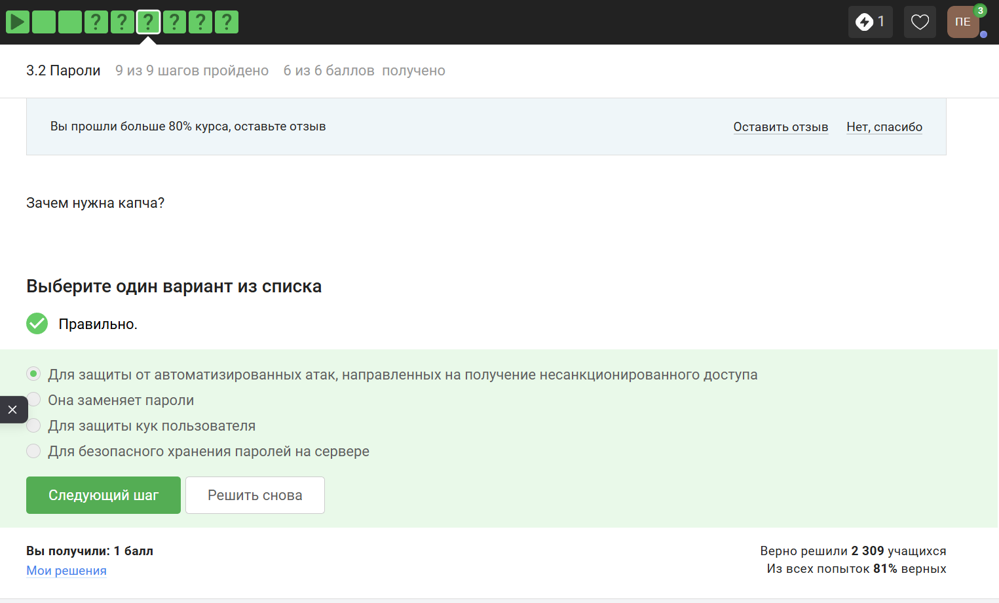 ? ? ? ? ? ?
1
ПЕ
3
3.2 Пароли 9 из 9 шагов пройдено 6 из 6 баллов получено
Вы прошли больше 80% курса, оставьте отзыв
Оставить отзыв Нет, спасибо
Зачем нужна капча?
Выберите один вариант из списка
Правильно.
Для защиты от автоматизированных атак, направленных на получение несанкционированного доступа
Она заменяет пароли
Для защиты кук пользователя
Для безопасного хранения паролей на сервере
Следующий шаг Решить снова
Вы получили: 1 балл
Мои решения
Верно решили 2 309 учащихся
Из всех попыток 81% верных